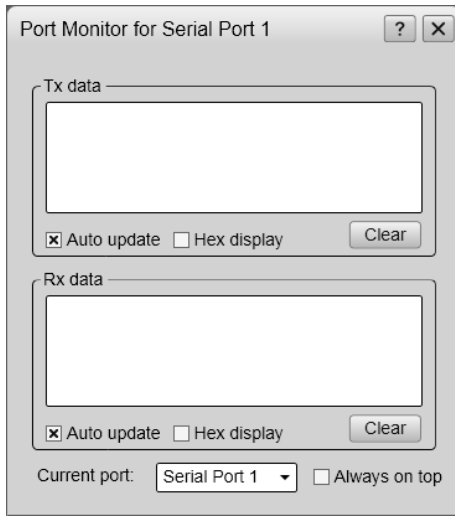 Port Monitor for Serial Port 1 ?
Tx data
Auto update Hex display Clear
Rx data
Auto update Hex display Clear
Current port: Serial Port 1 Always on top